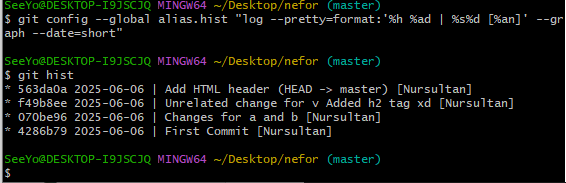 SeeYo@DESKTOP-I9JSCJQ MINGW64 ~/Desktop/nefor (master)
$ git config --global alias.hist "log --pretty=format:'%h %ad | %s%d [%an]' --gr
aph --date=short"
SeeYo@DESKTOP-I9JSCJQ MINGW64 ~/Desktop/nefor (master)
$ git hist
* 563da0a 2025-06-06 | Add HTML header (HEAD -> master) [Nursultan]
* f49b8ee 2025-06-06 | Unrelated change for v Added h2 tag xd [Nursultan]
* 070be96 2025-06-06 | Changes for a and b [Nursultan]
* 4286b79 2025-06-06 | First Commit [Nursultan]
SeeYo@DESKTOP-I9JSCJQ MINGW64 ~/Desktop/nefor (master)
$